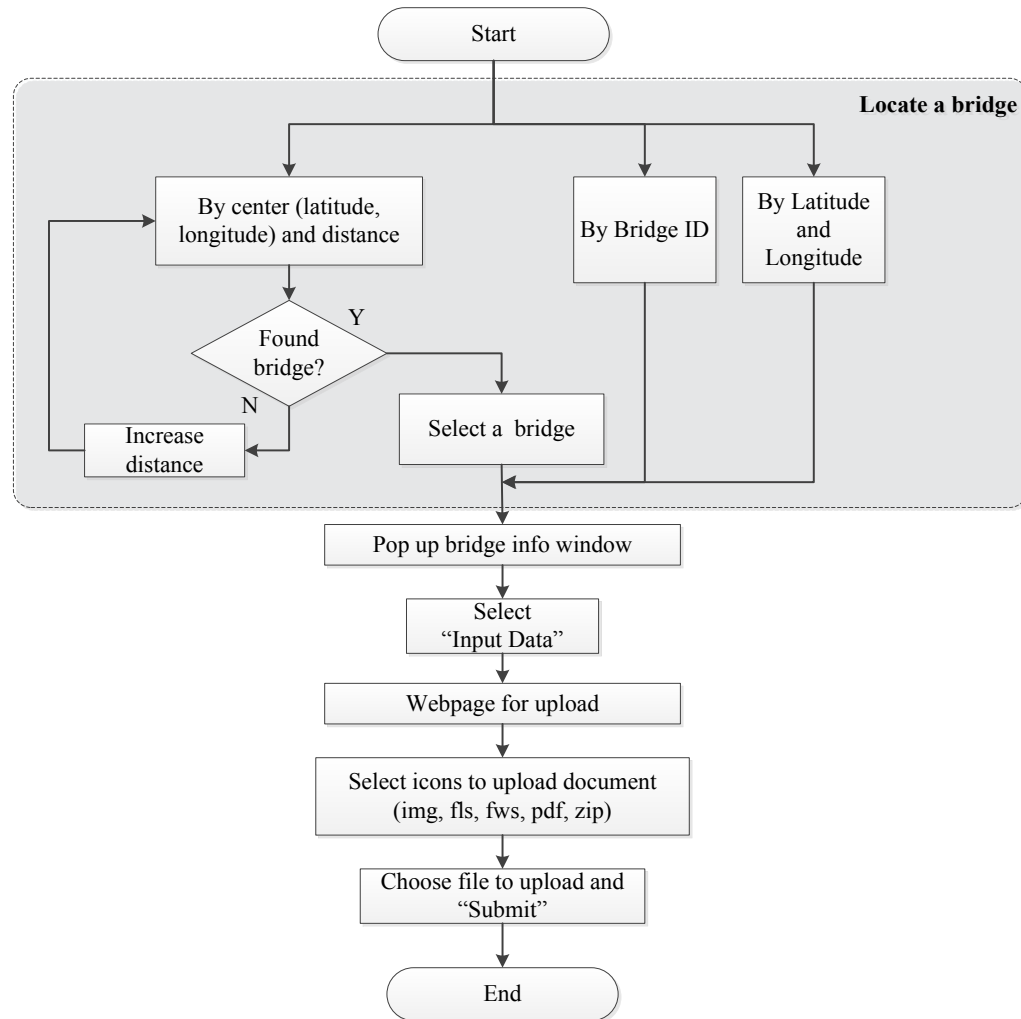 Start
Locate a bridge
By center (latitude,
longitude) and distance
By Bridge ID
By Latitude
and
Longitude
Found
bridge?
Y
N
Select a  bridge
Increase
distance
Pop up bridge info window
Select
“Input Data”
Webpage for upload
Select icons to upload document
(img, fls, fws, pdf, zip)
Choose file to upload and
“Submit”
End